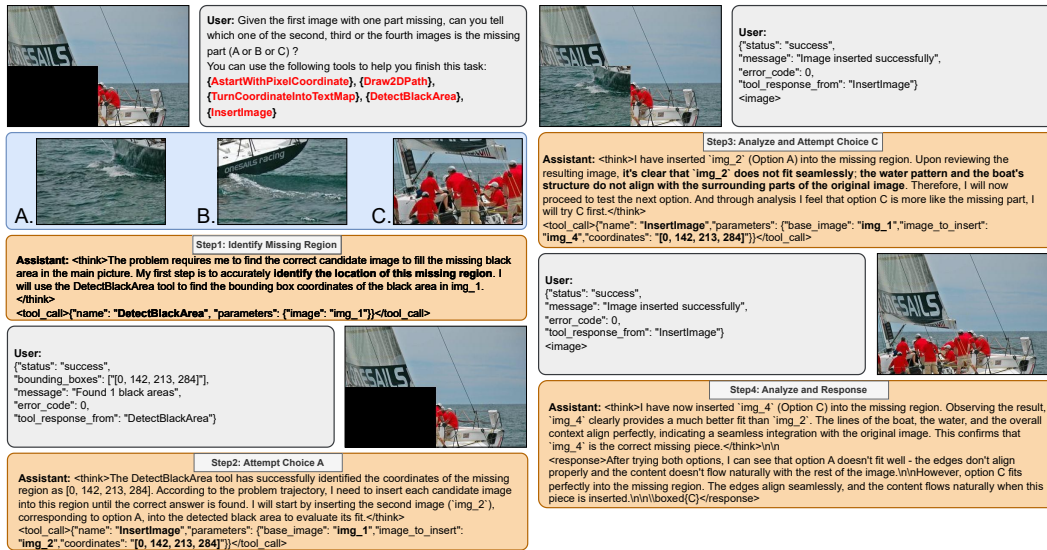 ONESAILS
User: Given the first image with one part missing, can you tell
which one of the second, third or the fourth images is the missing
part (A or B or C) ?
You can use the following tools to help you finish this task:
{AstartWithPixelCoordinate}, {Draw2DPath},
{TurnCoordinateIntoTextMap}, {DetectBlackArea},
{InsertImage}
A.
B.
onesails racing
C.
Step1: Identify Missing Region
Assistant: <think>The problem requires me to find the correct candidate image to fill the missing black
area in the main picture. My first step is to accurately identify the location of this missing region. I
will use the DetectBlackArea tool to find the bounding box coordinates of the black area in img_1.
</think>
<tool_call>{"name": "DetectBlackArea", "parameters": {"image": "img_1"}}</tool_call>
User:
{"status": "success",
"bounding_boxes": ["[0, 142, 213, 284]"],
"message": "Found 1 black areas",
"error_code": 0,
"tool_response_from": "DetectBlackArea"}
ONESAILS
Step2: Attempt Choice A
Assistant: <think>The DetectBlackArea tool has successfully identified the coordinates of the missing
region as [0, 142, 213, 284]. According to the problem trajectory, I need to insert each candidate image
into this region until the correct answer is found. I will start by inserting the second image (`img_2`),
corresponding to option A, into the detected black area to evaluate its fit.</think>
<tool_call>{"name": "InsertImage","parameters": {"base_image": "img_1","image_to_insert":
"img_2","coordinates": "[0, 142, 213, 284]"}}</tool_call>
ONESAILS
User:
{"status": "success",
"message": "Image inserted successfully",
"error_code": 0,
"tool_response_from": "InsertImage"}
<image>
Step3: Analyze and Attempt Choice C
Assistant: <think>I have inserted `img_2` (Option A) into the missing region. Upon reviewing the
resulting image, it's clear that `img_2` does not fit seamlessly; the water pattern and the boat's
structure do not align with the surrounding parts of the original image. Therefore, I will now
proceed to test the next option. And through analysis I feel that option C is more like the missing part, I
will try C first.</think>
<tool_call>{"name": "InsertImage","parameters": {"base_image": "img_1","image_to_insert":
"img_4","coordinates": "[0, 142, 213, 284]"}}</tool_call>
User:
{"status": "success",
"message": "Image inserted successfully",
"error_code": 0,
"tool_response_from": "InsertImage"}
<image>
ONESAILS
Step4: Analyze and Response
Assistant: <think>I have now inserted `img_4` (Option C) into the missing region. Observing the result,
`img_4` clearly provides a much better fit than `img_2`. The lines of the boat, the water, and the overall
context align perfectly, indicating a seamless integration with the original image. This confirms that
`img_4` is the correct missing piece.</think>\n\n
<response>After trying both options, I can see that option A doesn't fit well - the edges don't align
properly and the content doesn't flow naturally with the rest of the image.\n\nHowever, option C fits
perfectly into the missing region. The edges align seamlessly, and the content flows naturally when this
piece is inserted.\n\n\\boxed{C}</response>